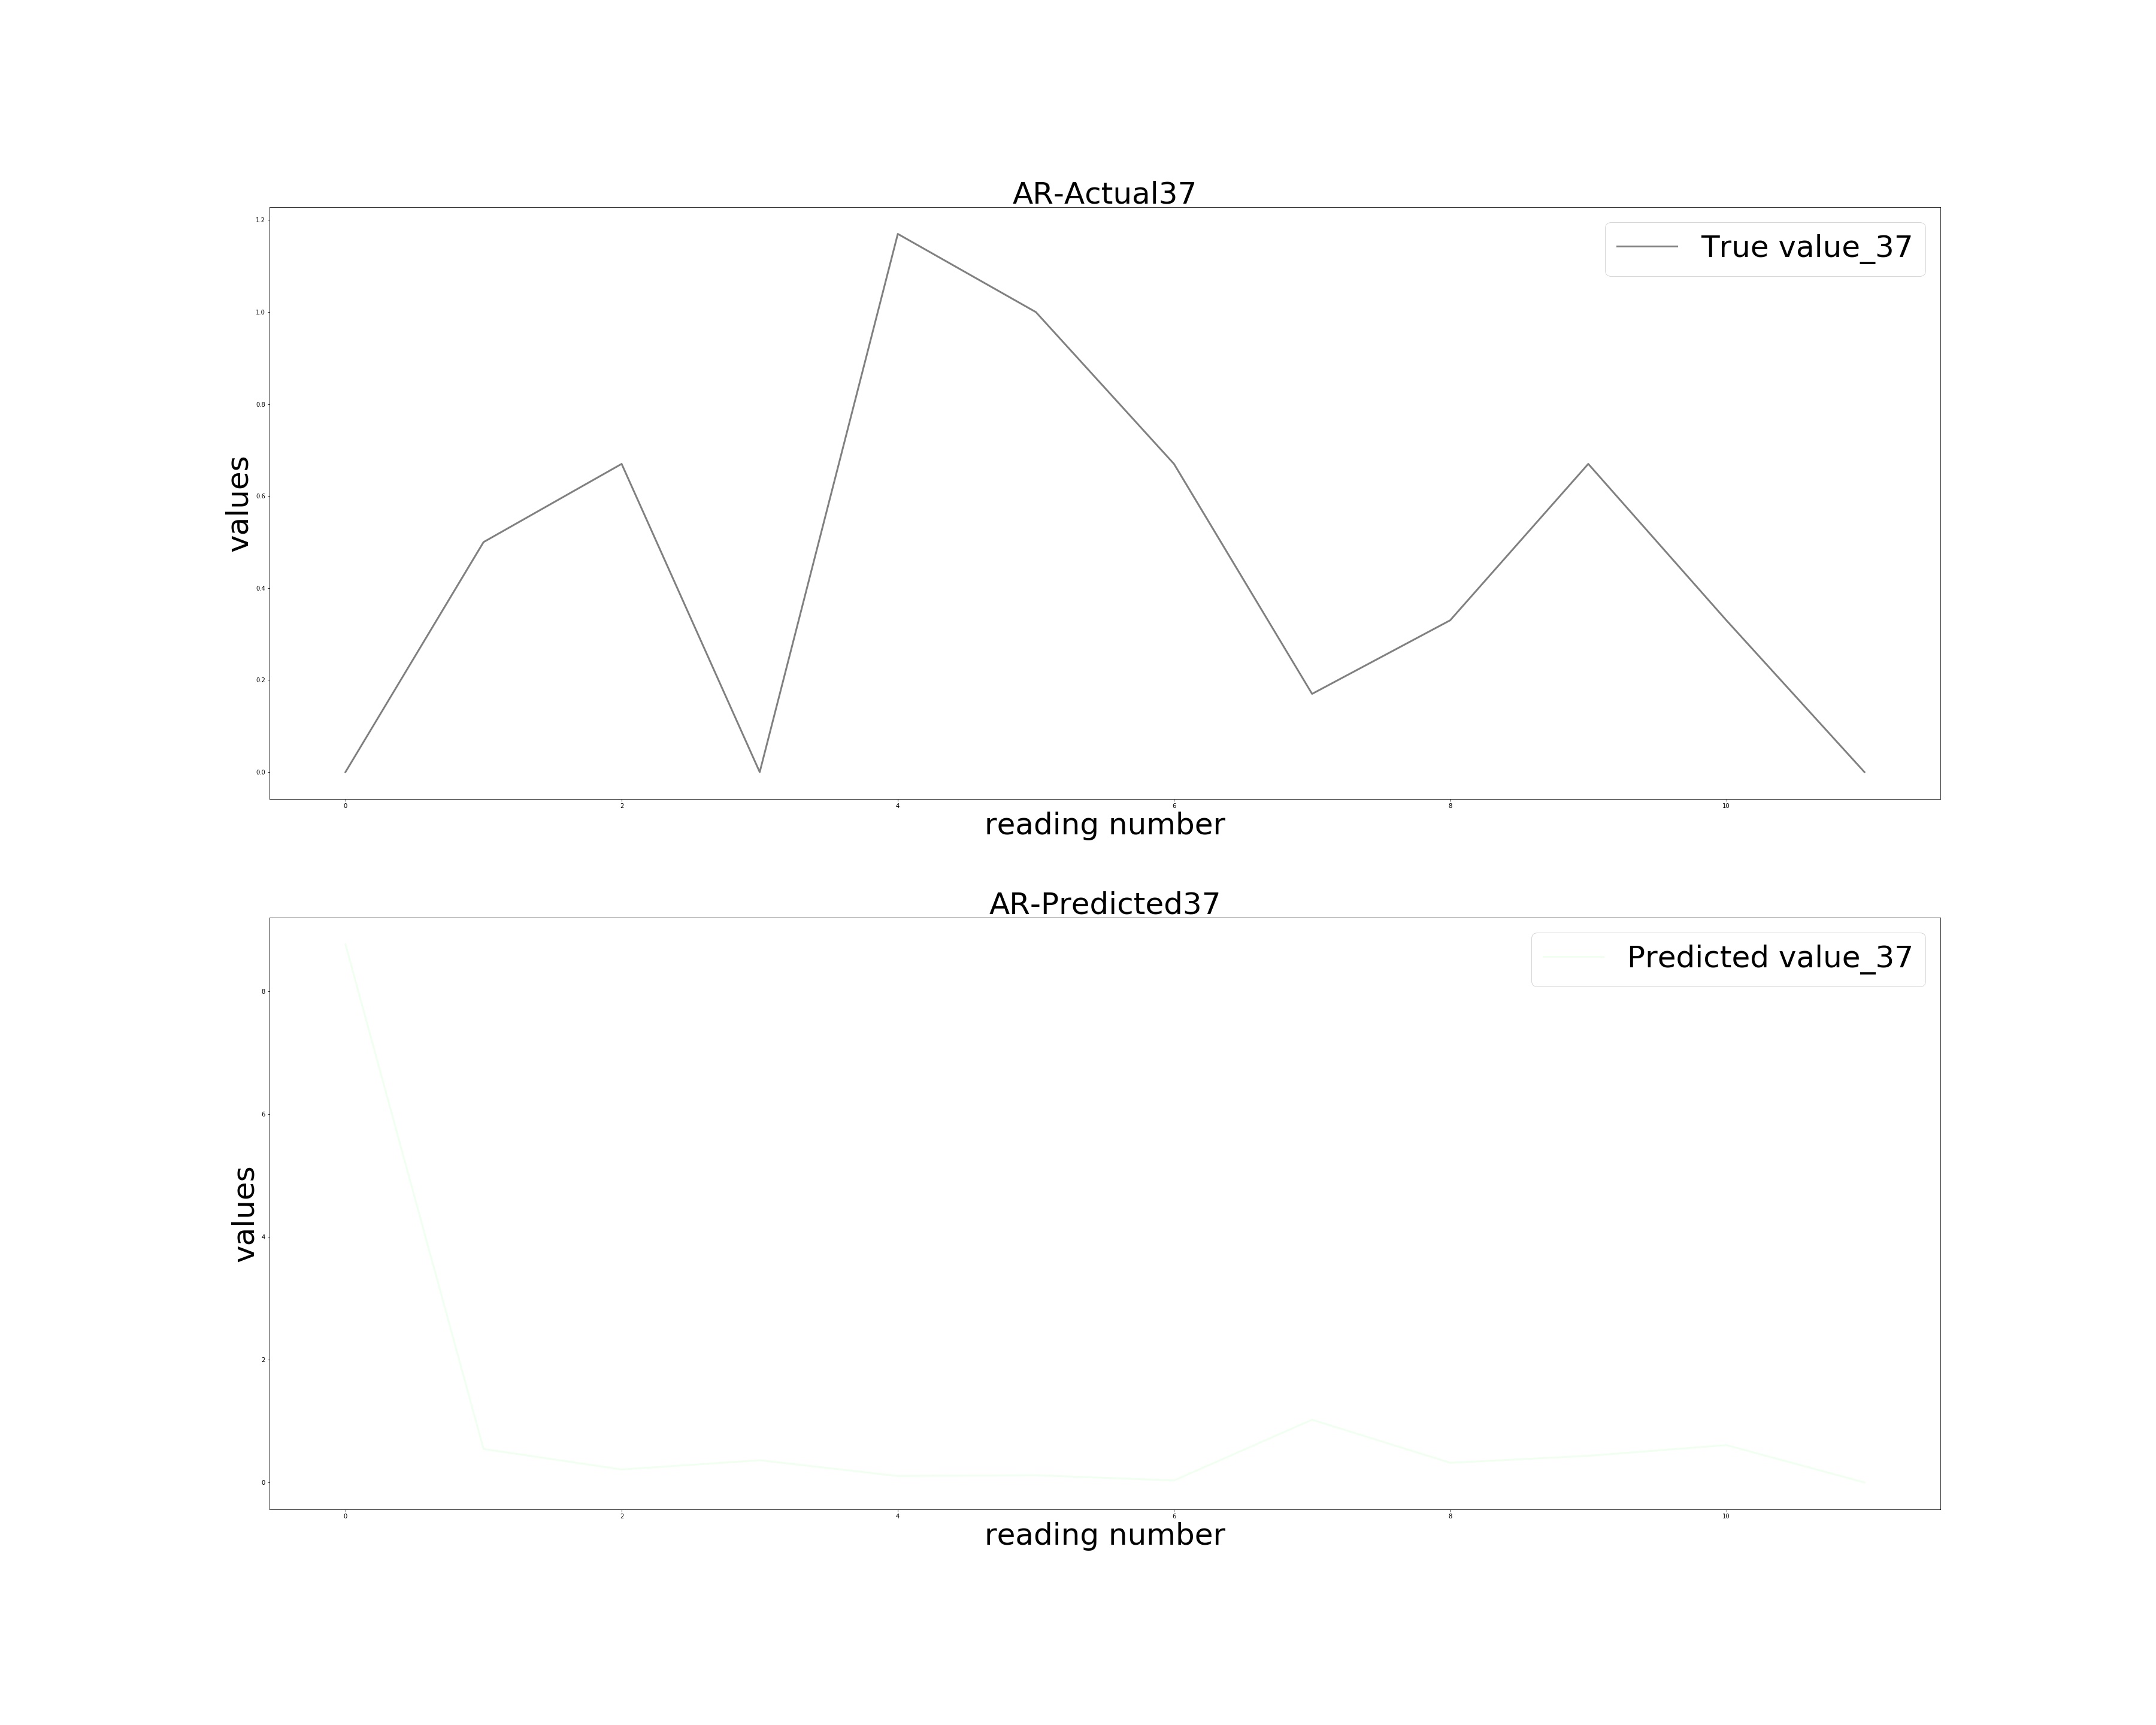 AR-Actual37
True value_37
values
1.2
1.0
0.8
0.6
0.4
0.2
0.0
0 2 4 6 8 10
reading number
AR-Predicted37
Predicted value_37
values
8
6
4
2
0
0 2 4 6 8 10
reading number